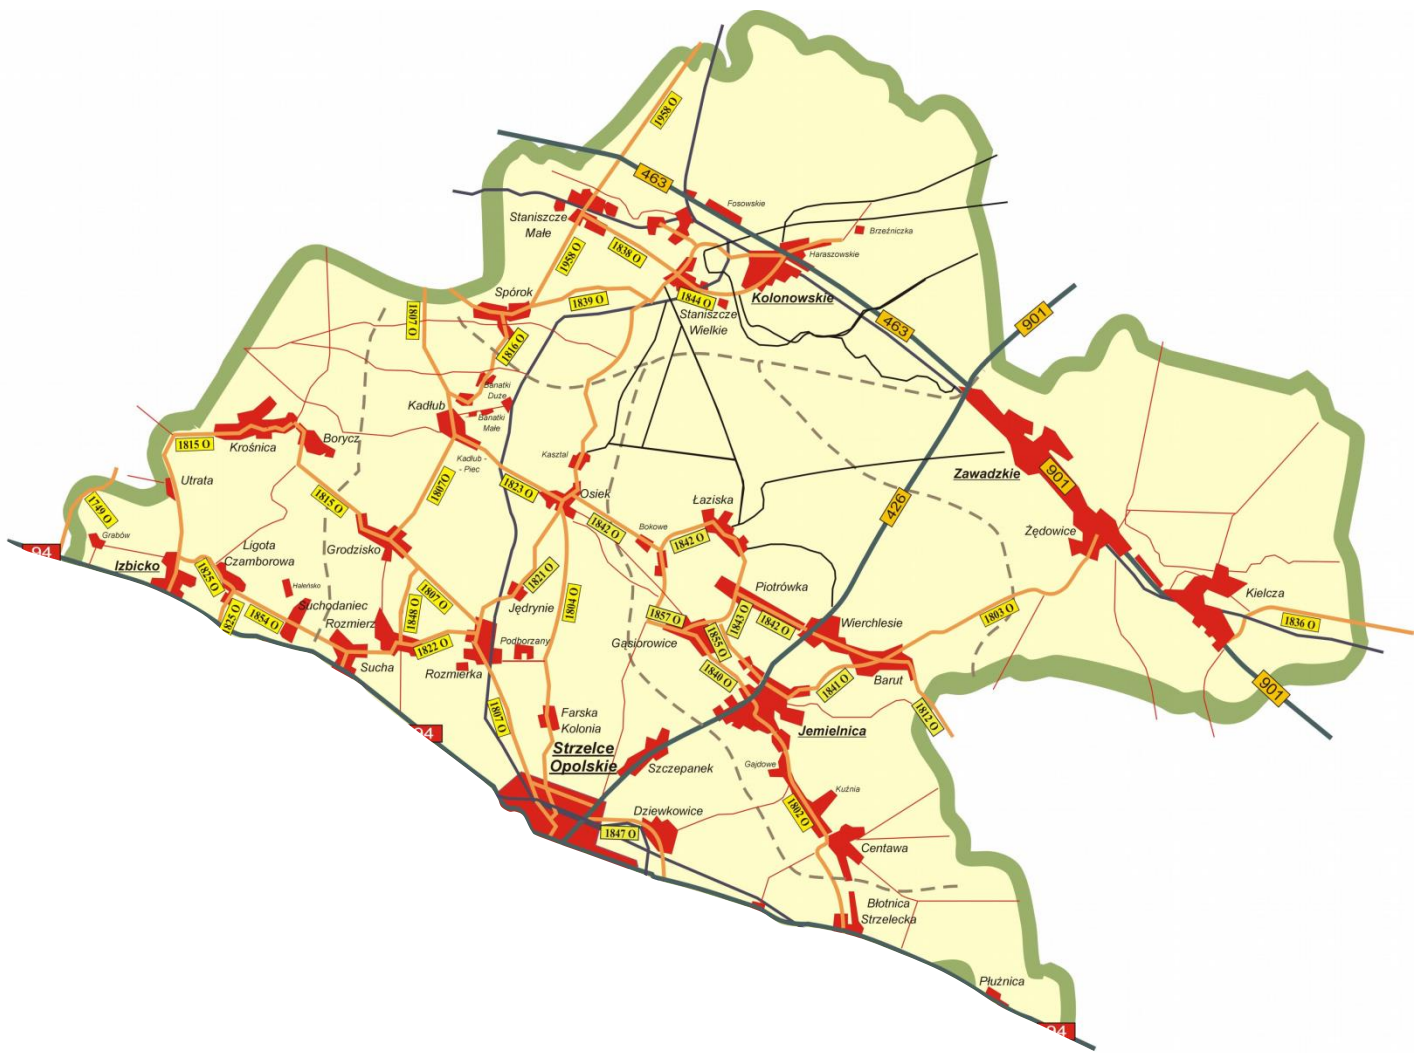 1958 O
463
Fosowskie
Staniszcze
Małe
1838 O
1958 O
Brzeźniczka
Haraszowskie
Kolonowskie
Spórok
1839 O
1844 O
Staniszcze
Wielkie
463
901
1807 O
1816 O
Banatki
Duże
Kadłub
Banatki
Małe
Krośnica
1815 O
Borycz
Kadłub -
- Piec
Kasztal
Zawadzkie
901
Utrata
1807 O
1823 O
Osiek
1815 O
Łaziska
426
1749 O
Grabów
1842 O
Bokowe
1842 O
Żędowice
94
Izbicko
Ligota
Czamborowa
Grodzisko
1825 O
Haleńsko
1821 O
Piotrówka
Kielcza
1825 O
1854 O
Suchodaniec
Rozmierz
1848 O
1807 O
Jędrynie
1804 O
1857 O
1843 O
1842 O
Wierchlesie
1803 O
1836 O
1822 O
Podborzany
Gąsiorowice
1855 O
Sucha
Rozmierka
1840 O
1841 O
Barut
901
1807 O
Farska
Kolonia
1812 O
94
Jemielnica
Strzelce
Opolskie
Szczepanek
Gajdowe
Kuźnia
Dziewkowice
1802 O
1847 O
Centawa
Błotnica
Strzelecka
Płużnica
94